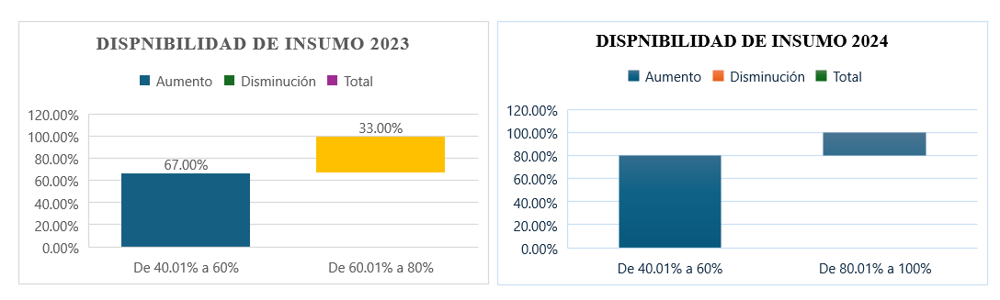 DISPNIBILIDAD DE INSUMO 2023
Aumento Disminución Total
120.00%
100.00%
80.00%
60.00%
40.00%
20.00%
0.00%
67.00%
33.00%
De 40.01% a 60% De 60.01% a 80%
DISPNIBILIDAD DE INSUMO 2024
Aumento Disminución Total
120.00%
100.00%
80.00%
60.00%
40.00%
20.00%
0.00%
De 40.01% a 60% De 80.01% a 100%